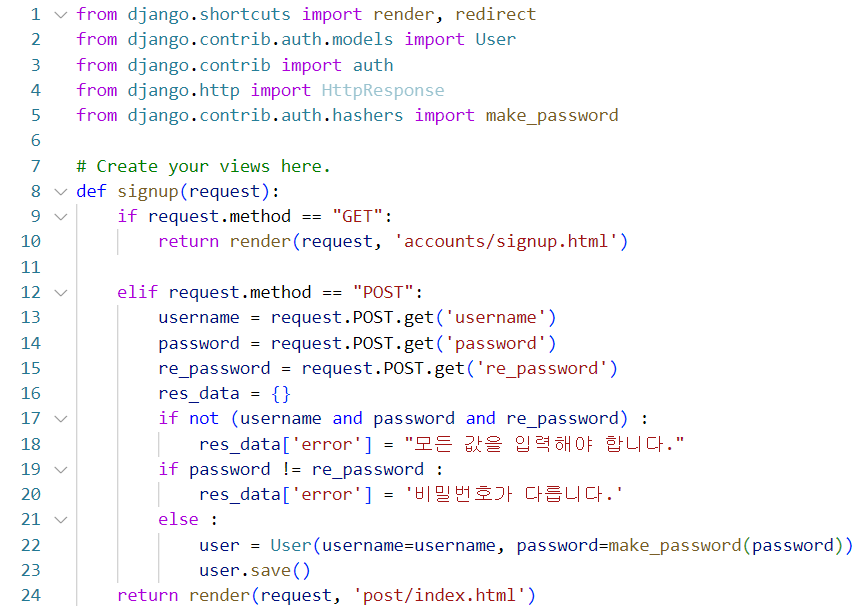 1 from django.shortcuts import render, redirect
2 from django.contrib.auth.models import User
3 from django.contrib import auth
4 from django.http import HttpResponse
5 from django.contrib.auth.hashers import make_password
6
7 # Create your views here.
8 def signup(request):
9     if request.method == "GET":
10         return render(request, 'accounts/signup.html')
11
12     elif request.method == "POST":
13         username = request.POST.get('username')
14         password = request.POST.get('password')
15         re_password = request.POST.get('re_password')
16         res_data = {}
17         if not (username and password and re_password) :
18             res_data['error'] = "모든 값을 입력해야 합니다."
19         if password != re_password :
20             res_data['error'] = '비밀번호가 다릅니다.'
21         else :
22             user = User(username=username, password=make_password(password))
23             user.save()
24     return render(request, 'post/index.html')